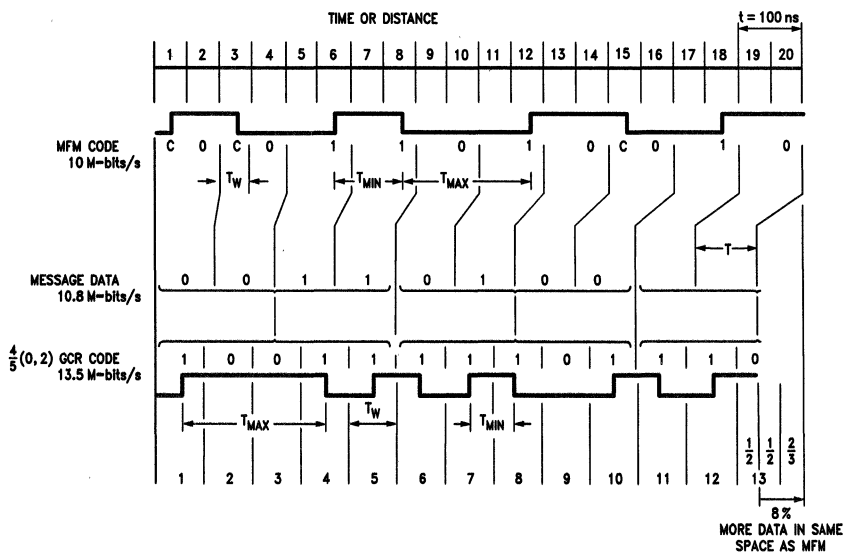 TIME OR DISTANCE
t = 100 ns
1 2 3 4 5 6 7 8 9 10 11 12 13 14 15 16 17 18 19 20
MFM CODE
10 M-bits/s
C 0 C 0 1 1 0 1 0 C 0 1 0
TW TMIN TMAX
T
MESSAGE DATA
10.8 M-bits/s
0 0 1 1 0 1 0 0
4/5 (0, 2) GCR CODE
13.5 M-bits/s
1 0 0 1 1 1 1 1 0 1 1 1 0
TMAX TW TMIN
1/2 1/2 2/3
1 2 3 4 5 6 7 8 9 10 11 12 13
8%
MORE DATA IN SAME
SPACE AS MFM